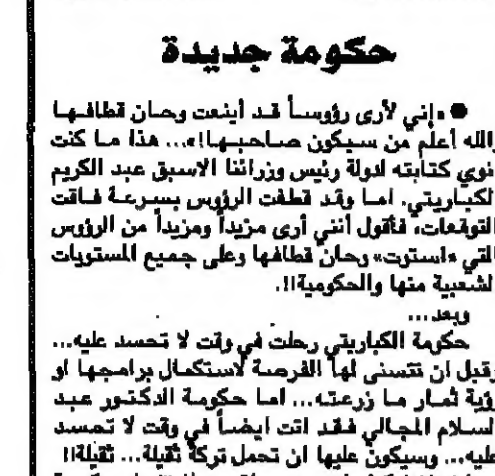 حكومة جديدة
● «إني لأرى رؤوساً قد أينعت وحان قطافها
والله أعلم من سيكون صاحبها!»... هذا ما كنت
انوي كتابته لدولة رئيس وزرائنا الاسبق عبد الكريم
الكباريتي. اما وقد قطفت الرؤوس بسرعة فاقت
التوقعات، فأقول أنني أرى مزيداً ومزيداً من الرؤوس
التي «استوت» وحان قطافها وعلى جميع المستويات
الشعبية منها والحكومية!!.
وبعد...
حكومة الكباريتي رحلت في وقت لا تحسد عليه...
وقبل ان تتسنى لها الفرصة لاستكمال برامجها او
رؤية ثمار ما زرعته... اما حكومة الدكتور عبد
السلام المجالي فقد اتت ايضاً في وقت لا تحسد
عليه... وسيكون عليها ان تحمل تركة ثقيلة... ثقيلة!!